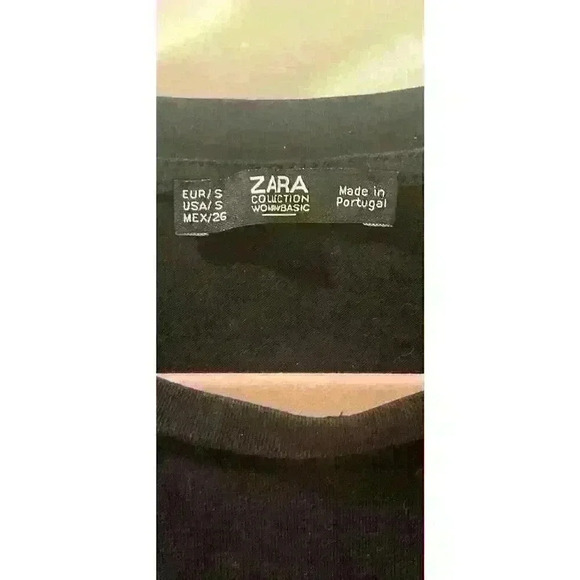 EUR/S
USA/S
MEX/26
ZARA
COLLECTION
WOMAN/BASIC
Made in
Portugal